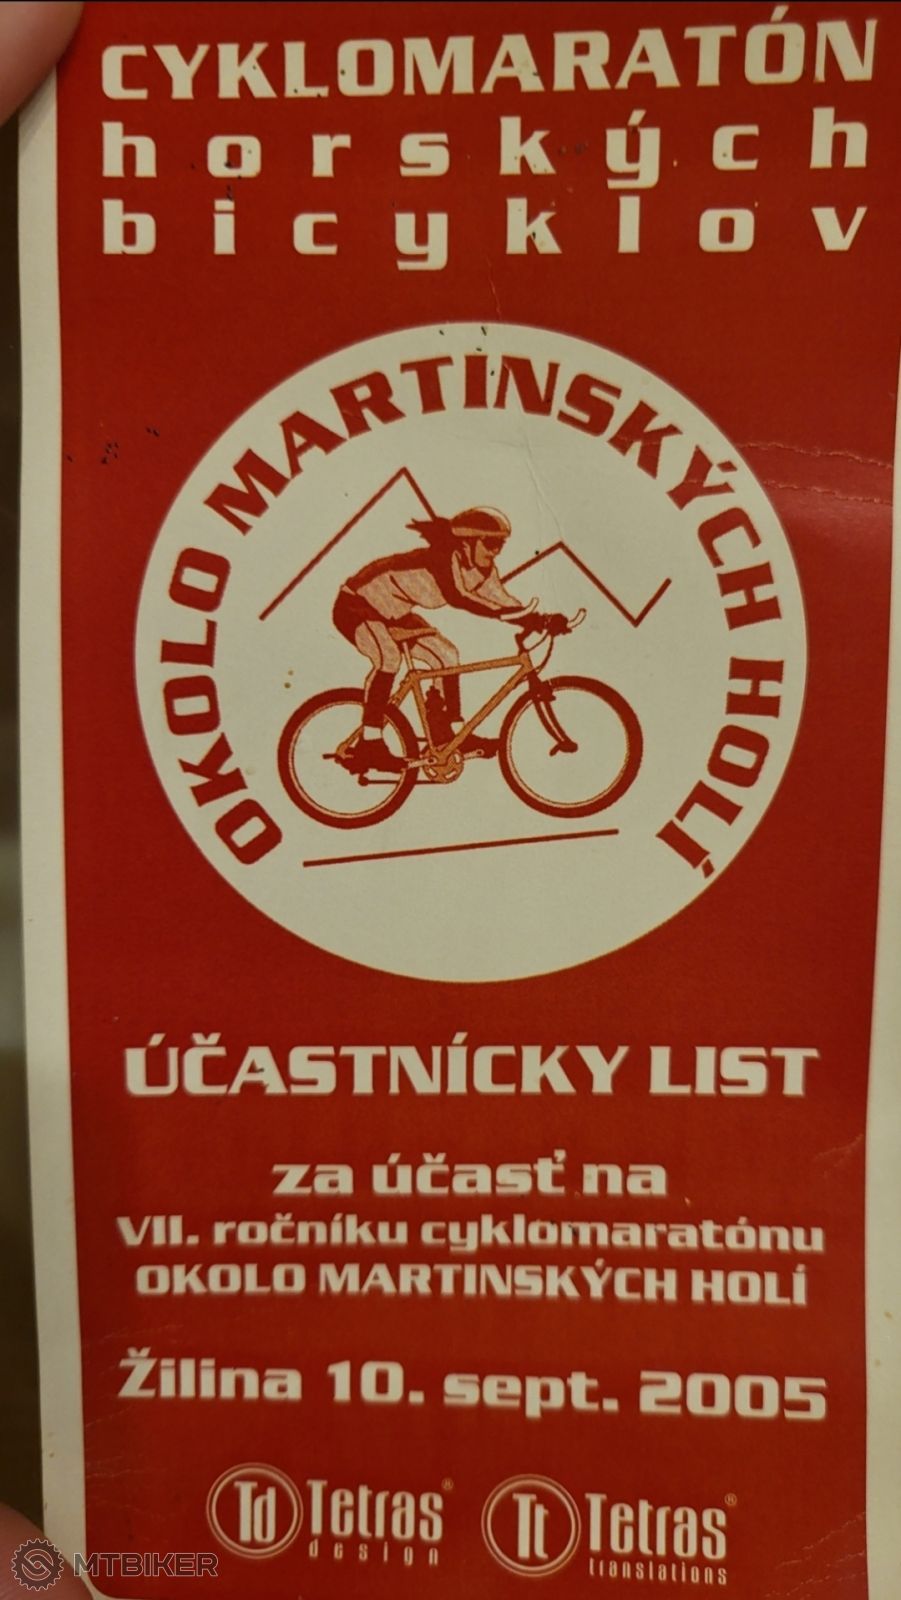 CYKLOMARATÓN
horských
bicyklov
OKOLO MARTINSKÝCH HOLÍ
ÚČASTNÍCKY LIST
za účasť na
VII. ročníku cyklomaratónu
OKOLO MARTINSKÝCH HOLÍ
Žilina 10. sept. 2005
Td Tetras®
design
Tt Tetras®
translations
MTBIKER